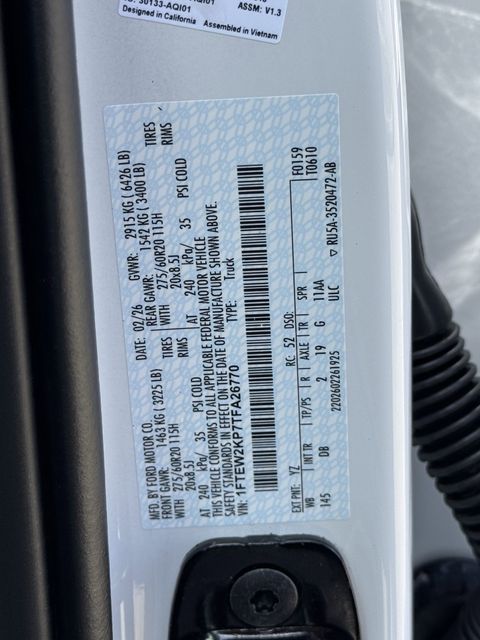 30133-AQI01
ASSM: V1.3
Designed in California Assembled in Vietnam
MFD. BY FORD MOTOR CO.
DATE: 02/26 GVWR: 2915 KG ( 6426 LB)
FRONT GAWR: 1463 KG ( 3225 LB)
REAR GAWR: 1542 KG ( 3400 LB)
WITH 275/60R20 115H TIRES
WITH 275/60R20 115H TIRES
20x8.5J RIMS
20x8.5J RIMS
AT 240 kPa/ 35 PSI COLD
AT 240 kPa/ 35 PSI COLD
THIS VEHICLE CONFORMS TO ALL APPLICABLE FEDERAL MOTOR VEHICLE
SAFETY STANDARDS IN EFFECT ON THE DATE OF MANUFACTURE SHOWN ABOVE.
VIN: 1FTEW2KP7TFA26770
TYPE: Truck
F0159
T0610
EXT PNT: YZ RC: 52 DSO:
WB INT TR TP/PS R AXLE TR SPR
145 DB 2 19 G 11AA
ULC
2202602261925
▽ RU5A-3520472-AB